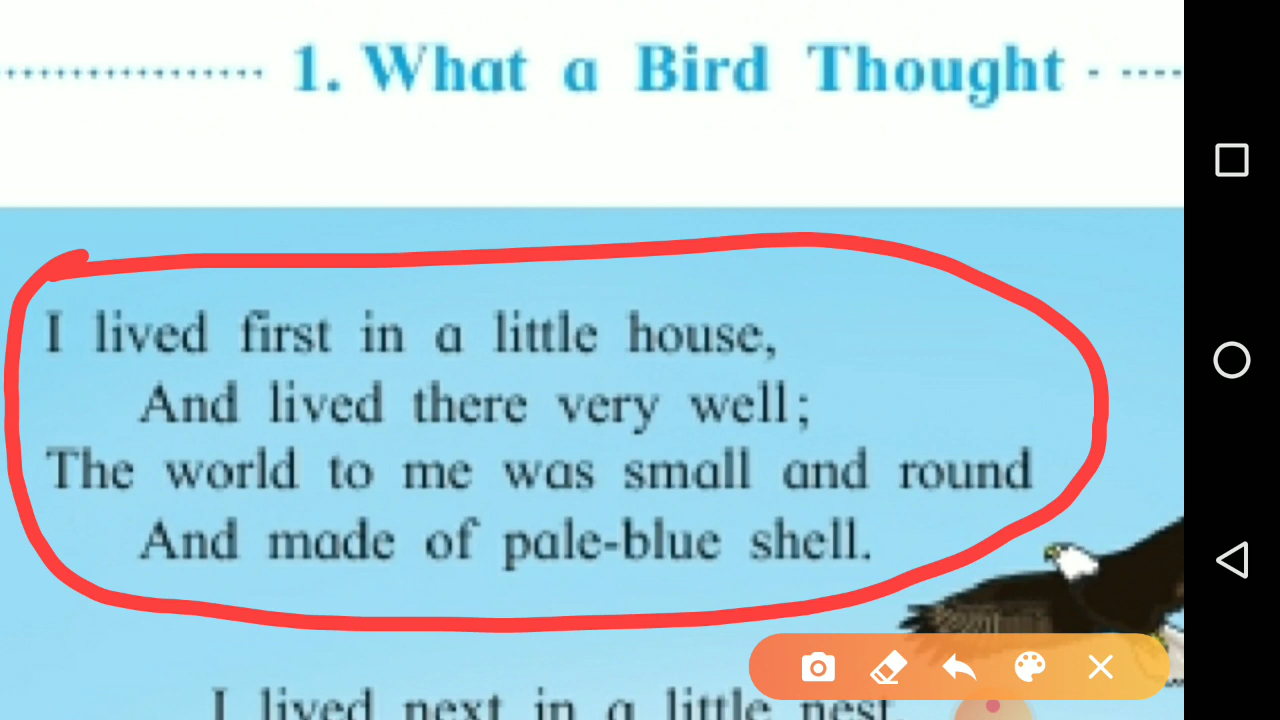 1. What a Bird Thought
I lived first in a little house,
And lived there very well;
The world to me was small and round
And made of pale-blue shell.
I lived next in a little nest,